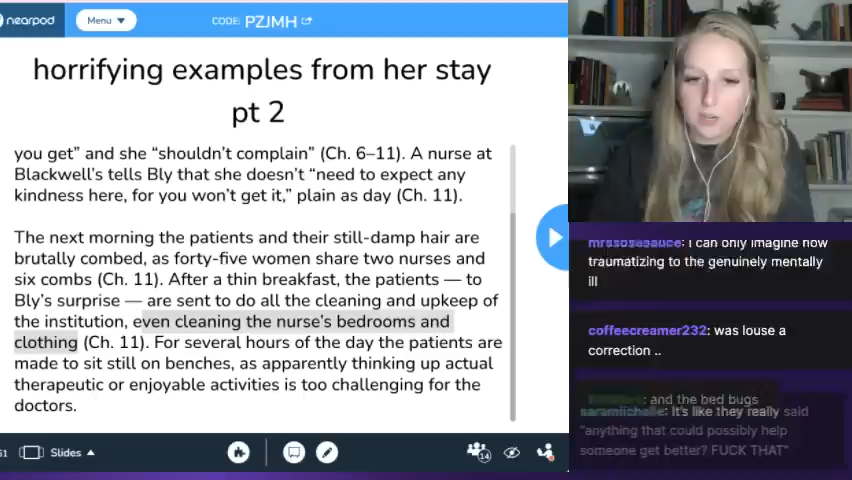 nearpod
Menu
CODE: PZJMH
horrifying examples from her stay
pt 2
you get” and she “shouldn’t complain” (Ch. 6–11). A nurse at
Blackwell’s tells Bly that she doesn’t “need to expect any
kindness here, for you won’t get it,” plain as day (Ch. 11).
The next morning the patients and their still-damp hair are
brutally combed, as forty-five women share two nurses and
six combs (Ch. 11). After a thin breakfast, the patients — to
Bly’s surprise — are sent to do all the cleaning and upkeep of
the institution, even cleaning the nurse’s bedrooms and
clothing (Ch. 11). For several hours of the day the patients are
made to sit still on benches, as apparently thinking up actual
therapeutic or enjoyable activities is too challenging for the
doctors.
51
Slides
14
mrssosasauce: I can only imagine how
traumatizing to the genuinely mentally
ill
coffeecreamer232: was louse a
correction ..
: and the bed bugs
: It's like they really said
"anything that could possibly help
someone get better? FUCK THAT"